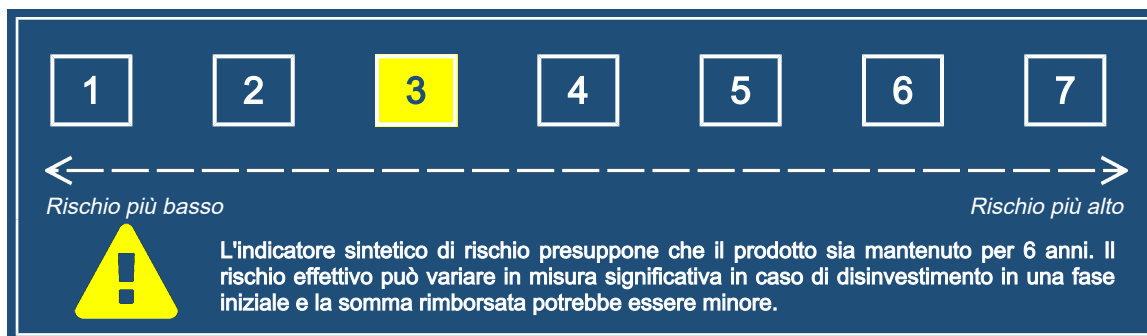 1 2 3 4 5 6 7
Rischio più basso Rischio più alto
L'indicatore sintetico di rischio presuppone che il prodotto sia mantenuto per 6 anni. Il
rischio effettivo può variare in misura significativa in caso di disinvestimento in una fase
iniziale e la somma rimborsata potrebbe essere minore.